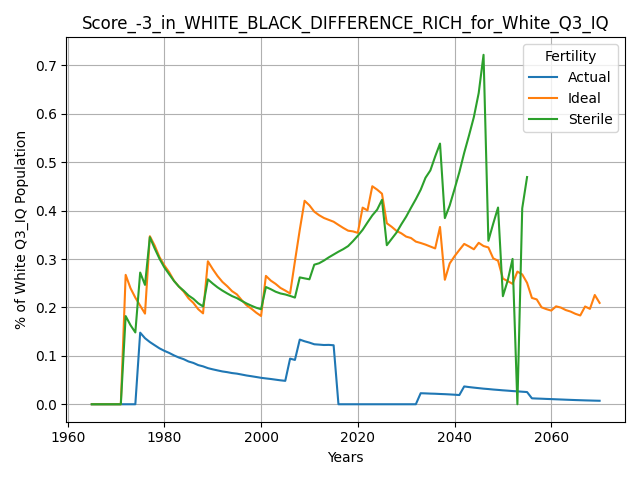 Score_-3_in_WHITE_BLACK_DIFFERENCE_RICH_for_White_Q3_IQ
Fertility
Actual
Ideal
Sterile
% of White Q3_IQ Population
0.7
0.6
0.5
0.4
0.3
0.2
0.1
0.0
1960 1980 2000 2020 2040 2060
Years